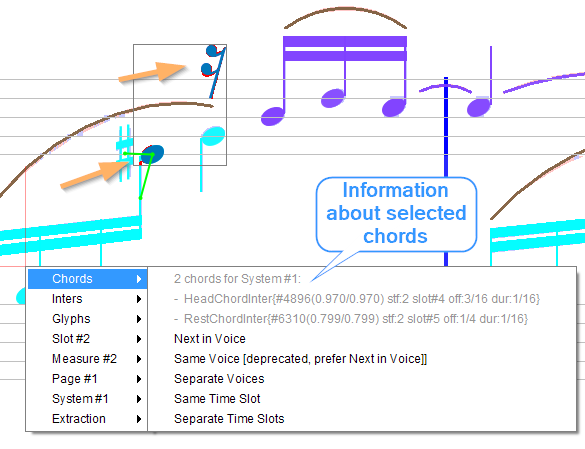 Information
about selected
chords
Chords
Inters
Glyphs
Slot #2
Measure #2
Page #1
System #1
Extraction
2 chords for System #1:
- HeadChordInter{#4896(0.970/0.970) stf:2 slot#4 off:3/16 dur:1/16}
- RestChordInter{#6310(0.799/0.799) stf:2 slot#5 off:1/4 dur:1/16}
Next in Voice
Same Voice [deprecated, prefer Next in Voice]]
Separate Voices
Same Time Slot
Separate Time Slots